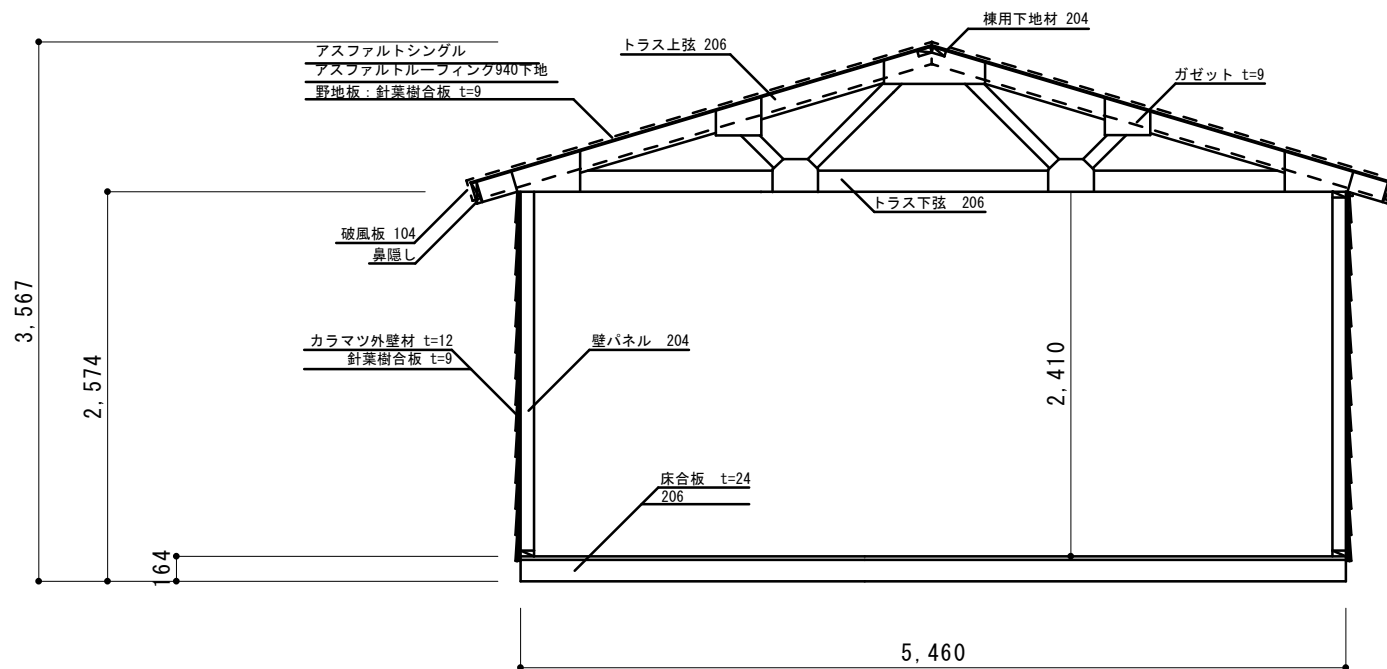 棟用下地材 204
トラス上弦 206
アスファルトシングル
アスファルトルーフィング940下地
野地板:針葉樹合板 t=9
ガゼット t=9
トラス下弦 206
破風板 104
鼻隠し
3,567
2,574
カラマツ外壁材 t=12
針葉樹合板 t=9
壁パネル 204
2,410
床合板 t=24
206
164
5,460